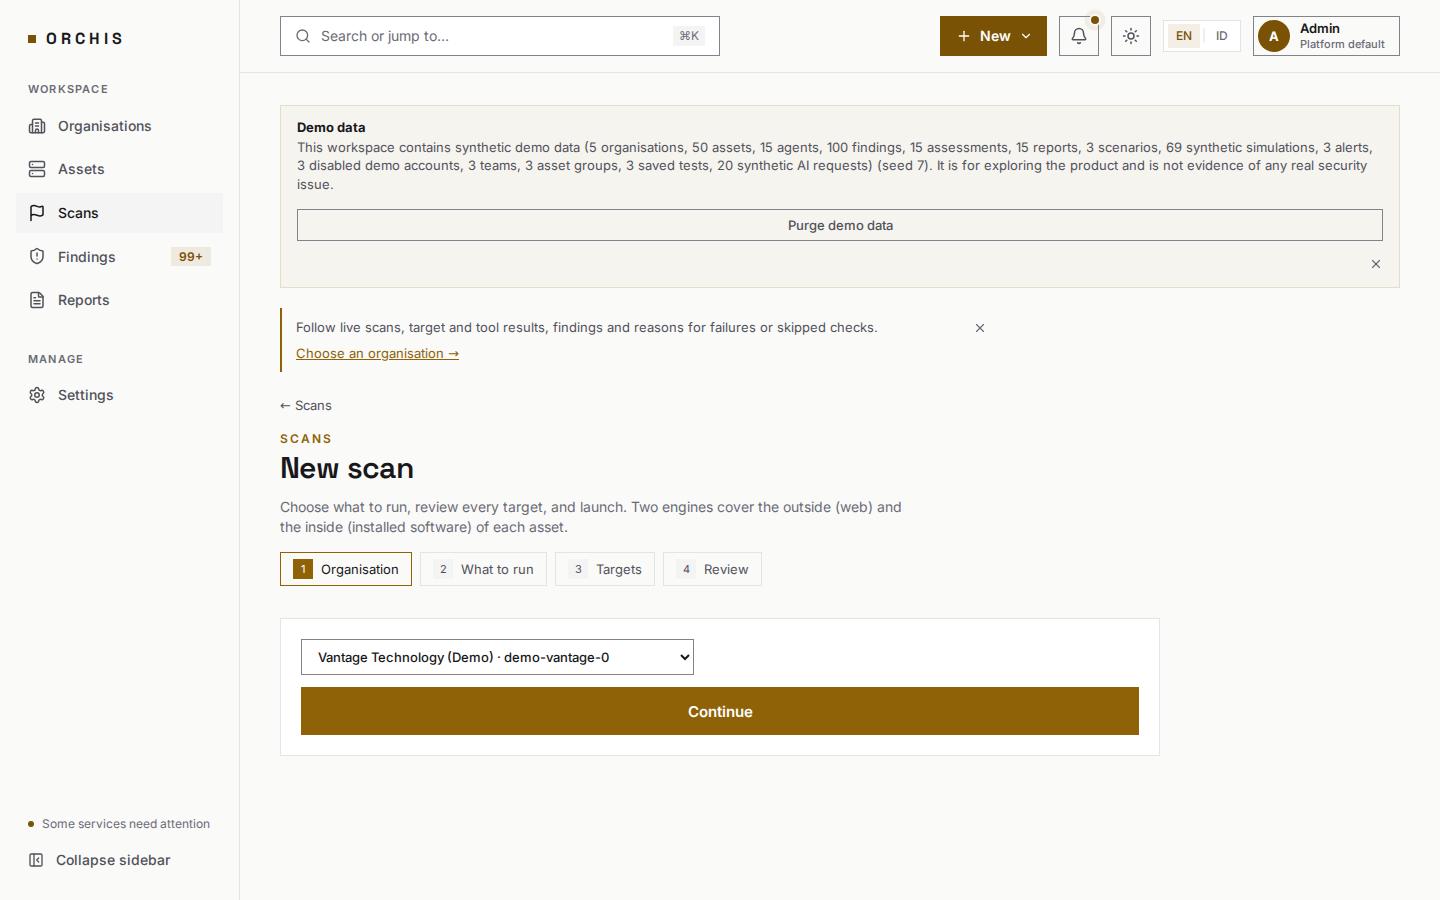 ORCHIS
Search or jump to...
⌘K
New
EN
ID
A
Admin
Platform default
WORKSPACE
Organisations
Assets
Scans
Findings
99+
Reports
MANAGE
Settings
Some services need attention
Collapse sidebar
Demo data
This workspace contains synthetic demo data (5 organisations, 50 assets, 15 agents, 100 findings, 15 assessments, 15 reports, 3 scenarios, 69 synthetic simulations, 3 alerts,
3 disabled demo accounts, 3 teams, 3 asset groups, 3 saved tests, 20 synthetic AI requests) (seed 7). It is for exploring the product and is not evidence of any real security
issue.
Purge demo data
Follow live scans, target and tool results, findings and reasons for failures or skipped checks.
Choose an organisation →
← Scans
SCANS
New scan
Choose what to run, review every target, and launch. Two engines cover the outside (web) and
the inside (installed software) of each asset.
1 Organisation
2 What to run
3 Targets
4 Review
Vantage Technology (Demo) · demo-vantage-0
Continue